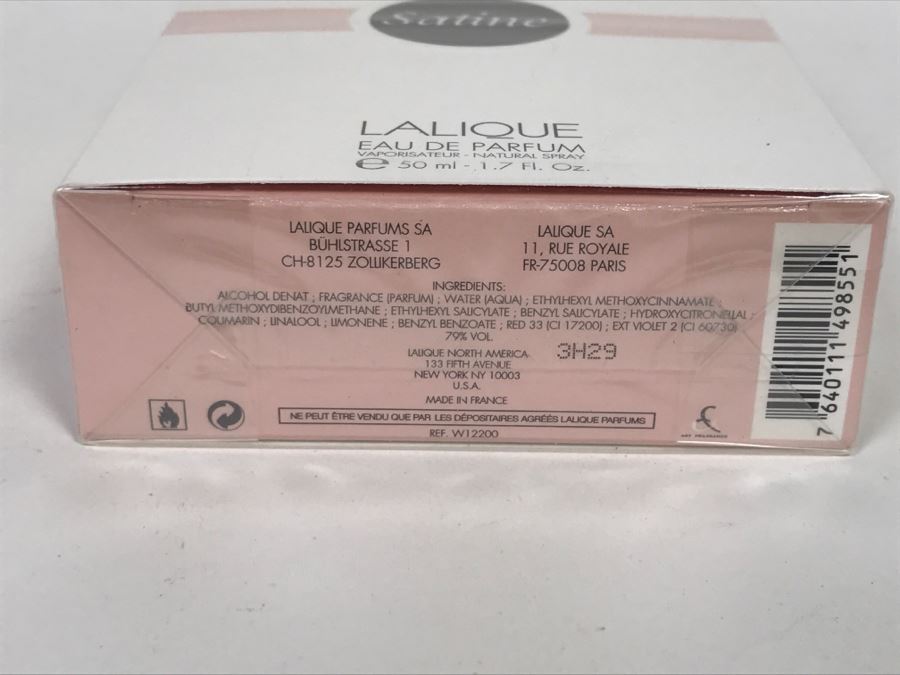 Satine
LALIQUE
EAU DE PARFUM
VAPORISATEUR - NATURAL SPRAY
℮ 50 ml - 1.7 Fl. Oz.
LALIQUE PARFUMS SA
BÜHLSTRASSE 1
CH-8125 ZOLLIKERBERG
LALIQUE SA
11, RUE ROYALE
FR-75008 PARIS
INGREDIENTS:
ALCOHOL DENAT ; FRAGRANCE (PARFUM) ; WATER (AQUA) ; ETHYLHEXYL METHOXYCINNAMATE ;
BUTYL METHOXYDIBENZOYLMETHANE ; ETHYLHEXYL SALICYLATE ; BENZYL SALICYLATE ; HYDROXYCITRONELLAL ;
COUMARIN ; LINALOOL ; LIMONENE ; BENZYL BENZOATE ; RED 33 (CI 17200) ; EXT VIOLET 2 (CI 60730)
79% VOL.
LALIQUE NORTH AMERICA
133 FIFTH AVENUE
NEW YORK NY 10003
U.S.A.
3H29
MADE IN FRANCE
NE PEUT ÊTRE VENDU QUE PAR LES DÉPOSITAIRES AGRÉÉS LALIQUE PARFUMS
REF. W12200
ART FRAGRANCE
7 640111 498551